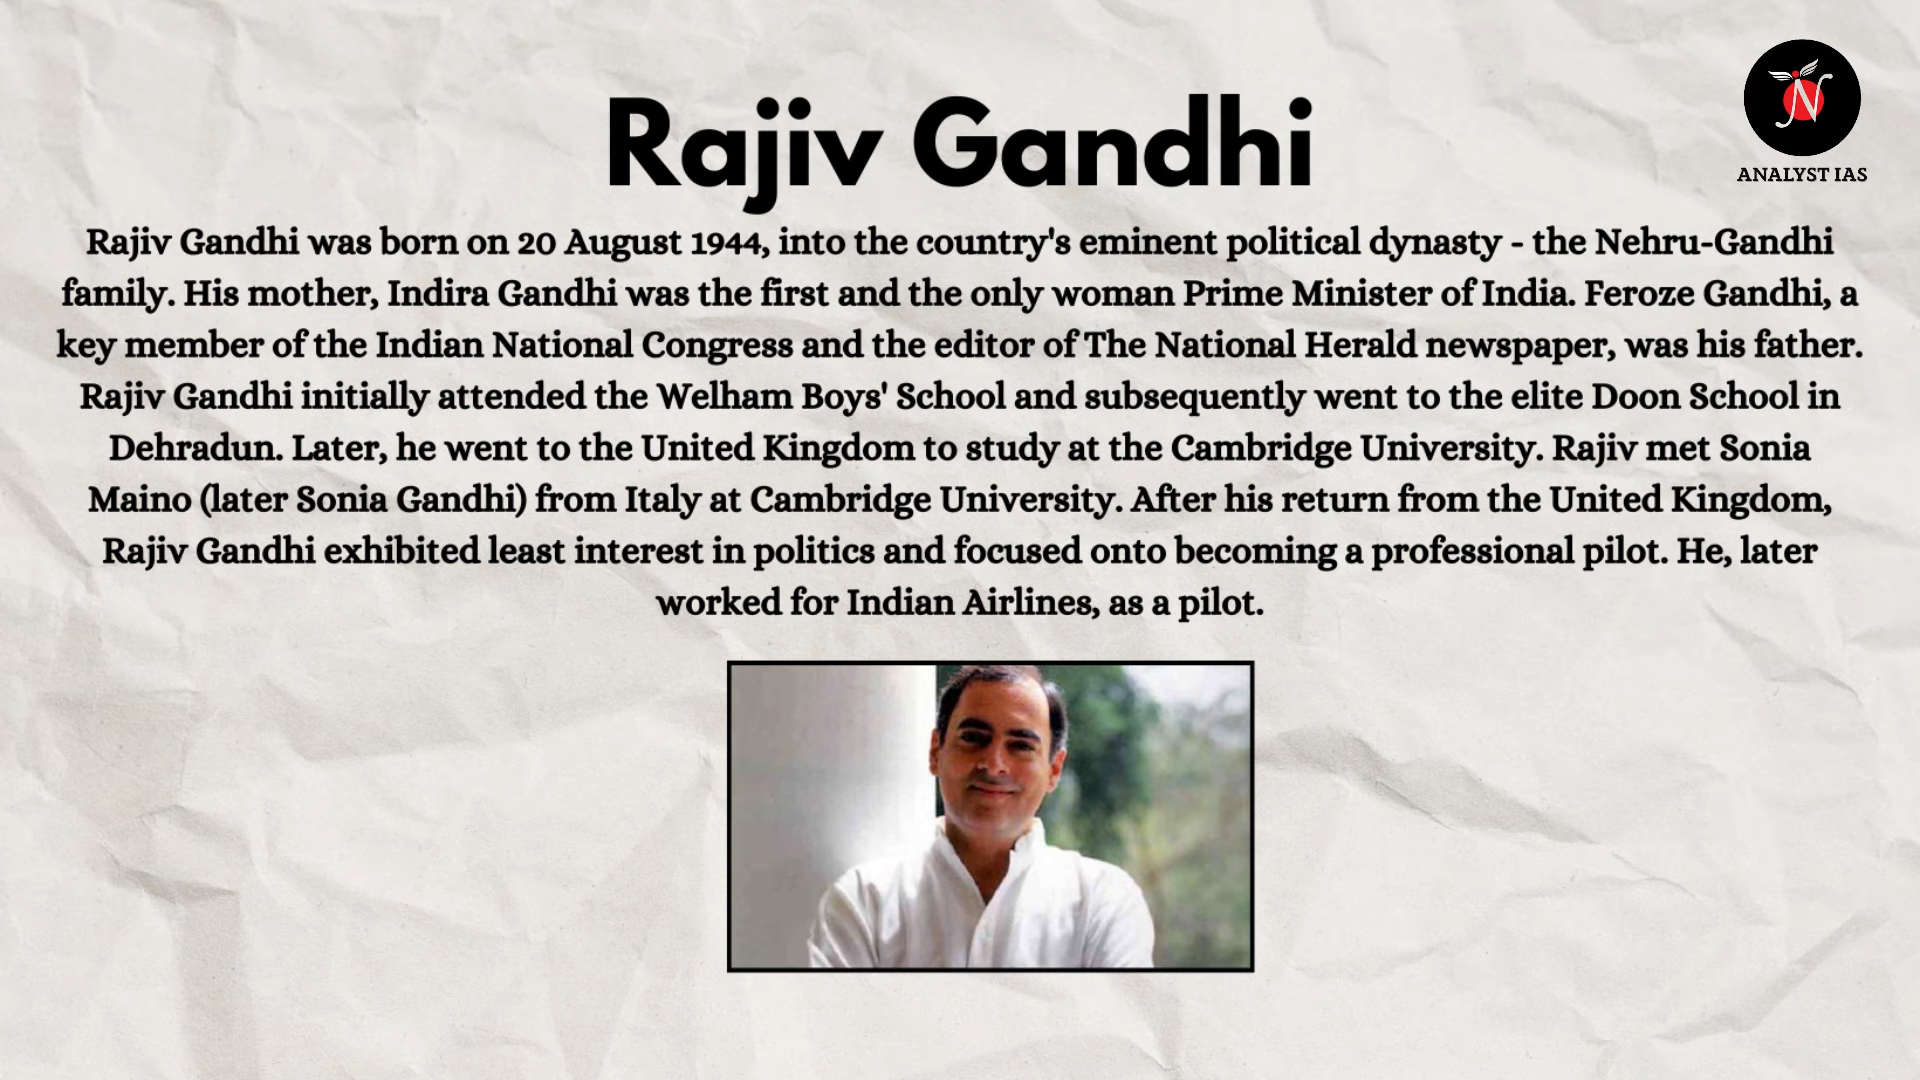 Rajiv Gandhi
ANALYST IAS
Rajiv Gandhi was born on 20 August 1944, into the country's eminent political dynasty - the Nehru-Gandhi
family. His mother, Indira Gandhi was the first and the only woman Prime Minister of India. Feroze Gandhi, a
key member of the Indian National Congress and the editor of The National Herald newspaper, was his father.
Rajiv Gandhi initially attended the Welham Boys' School and subsequently went to the elite Doon School in
Dehradun. Later, he went to the United Kingdom to study at the Cambridge University. Rajiv met Sonia
Maino (later Sonia Gandhi) from Italy at Cambridge University. After his return from the United Kingdom,
Rajiv Gandhi exhibited least interest in politics and focused onto becoming a professional pilot. He, later
worked for Indian Airlines, as a pilot.